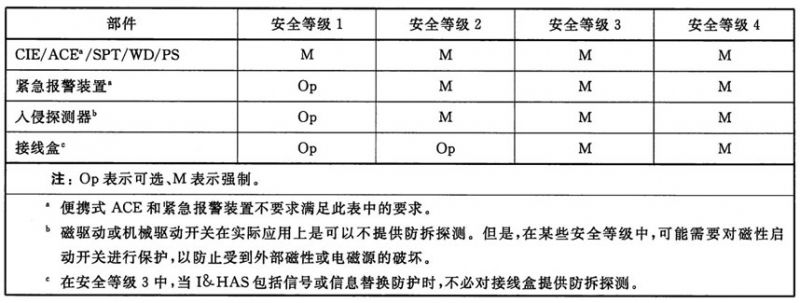 部件 安全等级 1 安全等级 2 安全等级 3 安全等级 4
CIE/ACEᵃ/SPT/WD/PS M M M M
紧急报警装置ᵃ Op M M M
入侵探测器ᵇ Op M M M
接线盒ᶜ Op Op M M
注：Op 表示可选、M 表示强制。
ᵃ 便携式 ACE 和紧急报警装置不要求满足此表中的要求。
ᵇ 磁驱动或机械驱动开关在实际应用上是可以不提供防拆探测。但是，在某些安全等级中，可能需要对磁性启
动开关进行保护，以防止受到外部磁性或电磁源的破坏。
ᶜ 在安全等级 3 中，当 I&HAS 包括信号或信息替换防护时，不必对接线盒提供防拆探测。